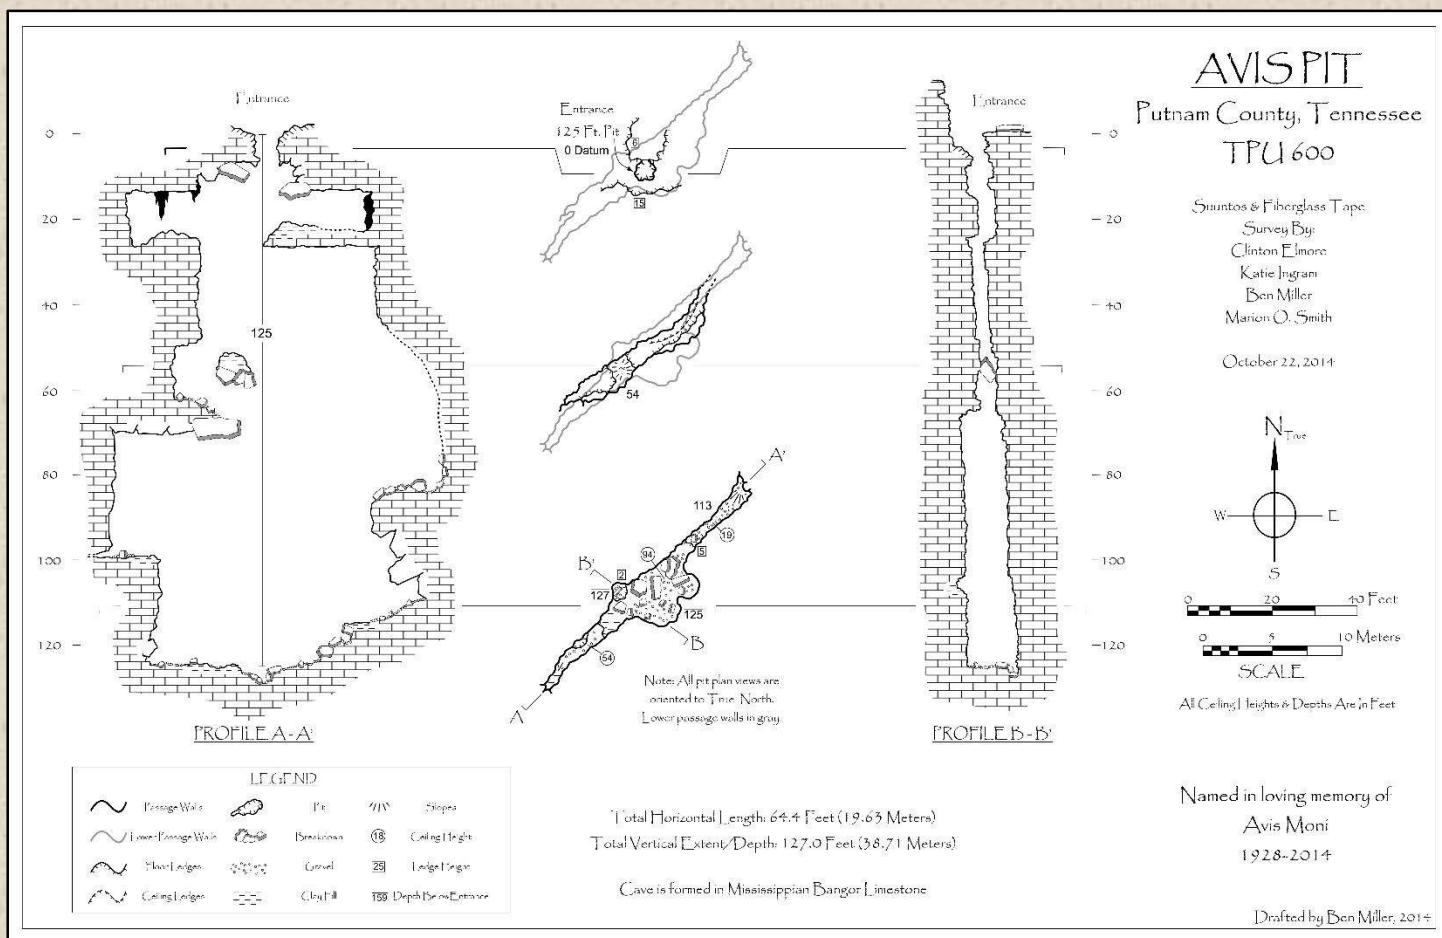 AVIS PIT
Putnam County, Tennessee
TPU 600
Suuntos & Fiberglass Tape
Survey By:
Clinton Elmore
Katie Ingram
Ben Miller
Marion O. Smith
October 22, 2014
N True
W E
S
0 20 40 Feet
0 5 10 Meters
SCALE
All Ceiling Heights & Depths Are In Feet
Named in loving memory of
Avis Moni
1928-2014
Drafted by Ben Miller, 2014
Entrance
0
20
40
60
80
100
120
125
PROFILE A - A'
Entrance
125 Ft. Pit
0 Datum
6
15
54
A'
113
19
5
94
B'
2
127
125
B
54
A
Note: All pit plan views are
oriented to True North.
Lower passage walls in gray.
Entrance
0
20
40
60
80
100
120
PROFILE B - B'
LEGEND
Passage Walls Pit Slopes
Lower Passage Walls Breakdown 18 Ceiling Height
Floor Ledges Gravel 25 Ledge Height
Ceiling Ledges Clay Fill 159 Depth Below Entrance
Total Horizontal Length: 64.4 Feet (19.63 Meters)
Total Vertical Extent/Depth: 127.0 Feet (38.71 Meters)
Cave is formed in Mississippian Bangor Limestone